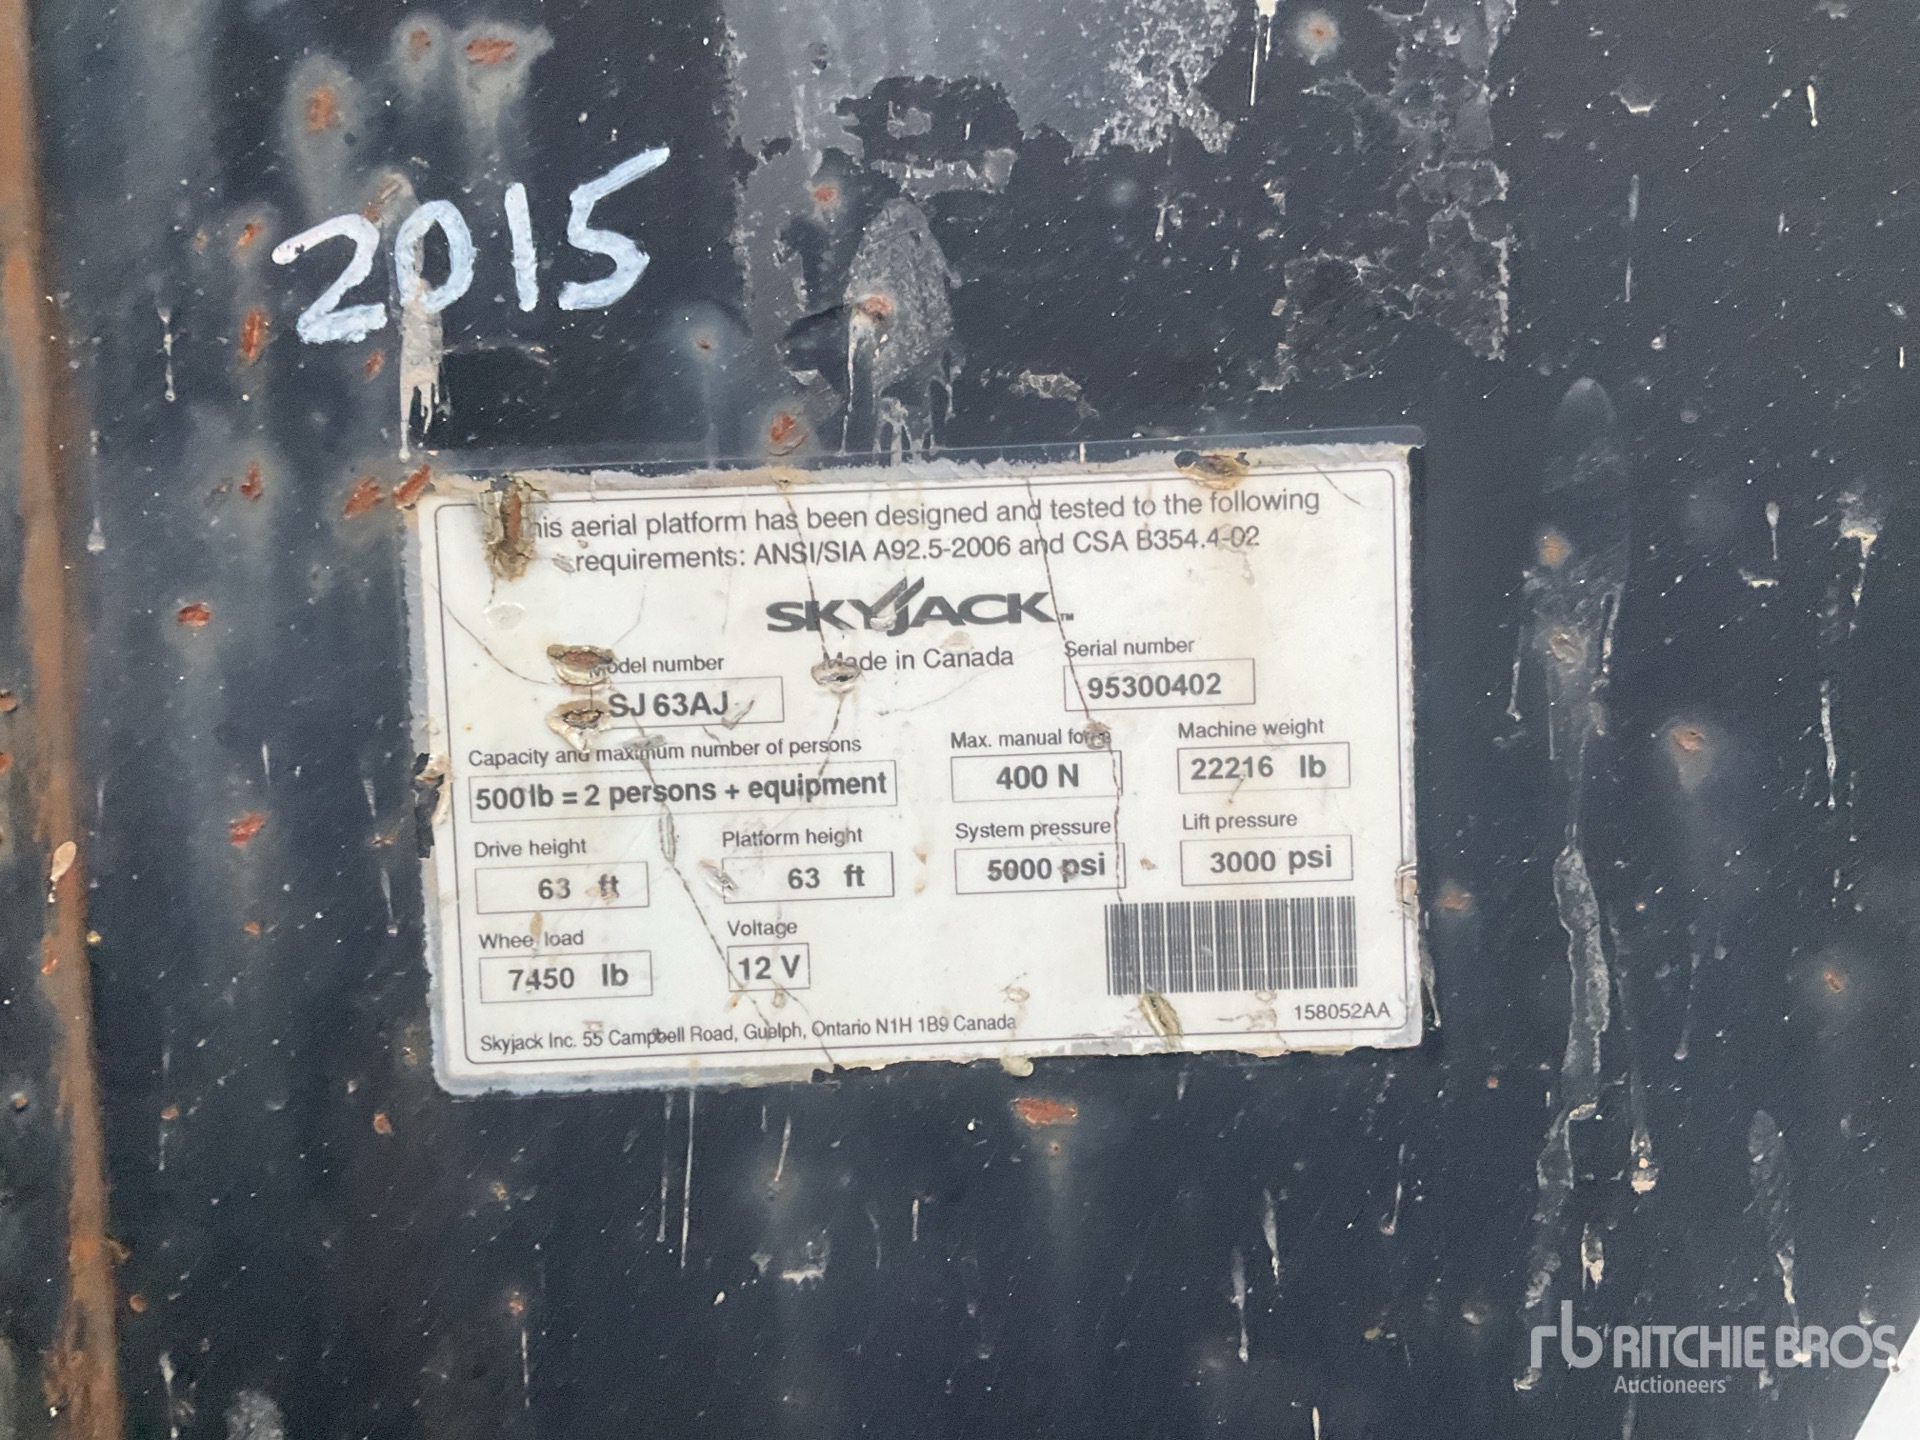 2015
his aerial platform has been designed and tested to the following
requirements: ANSI/SIA A92.5-2006 and CSA B354.4-02
SKYJACK™
Made in Canada
Model number
SJ 63AJ
Serial number
95300402
Capacity and maximum number of persons
500 lb = 2 persons + equipment
Max. manual force
400 N
Machine weight
22216 lb
Drive height
63 ft
Platform height
63 ft
System pressure
5000 psi
Lift pressure
3000 psi
Wheel load
7450 lb
Voltage
12 V
158052AA
Skyjack Inc. 55 Campbell Road, Guelph, Ontario N1H 1B9 Canada
rb RITCHIE BROS
Auctioneers